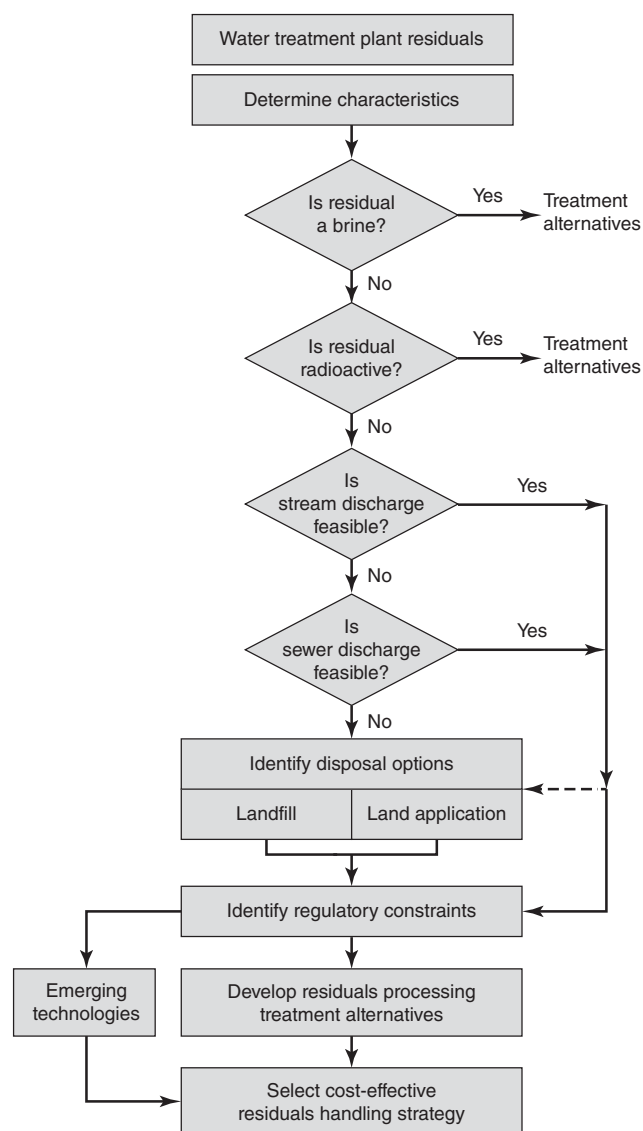 Water treatment plant residuals
Determine characteristics
Is residual
a brine?
Yes
Treatment
alternatives
No
Is residual
radioactive?
Yes
Treatment
alternatives
No
Is
stream discharge
feasible?
Yes
No
Is
sewer discharge
feasible?
Yes
No
Identify disposal options
Landfill
Land application
Identify regulatory constraints
Emerging
technologies
Develop residuals processing
treatment alternatives
Select cost-effective
residuals handling strategy